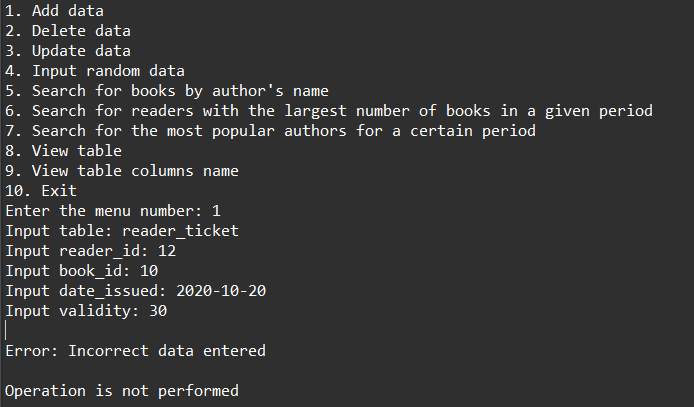 1. Add data
2. Delete data
3. Update data
4. Input random data
5. Search for books by author's name
6. Search for readers with the largest number of books in a given period
7. Search for the most popular authors for a certain period
8. View table
9. View table columns name
10. Exit
Enter the menu number: 1
Input table: reader_ticket
Input reader_id: 12
Input book_id: 10
Input date_issued: 2020-10-20
Input validity: 30
Error: Incorrect data entered
Operation is not performed